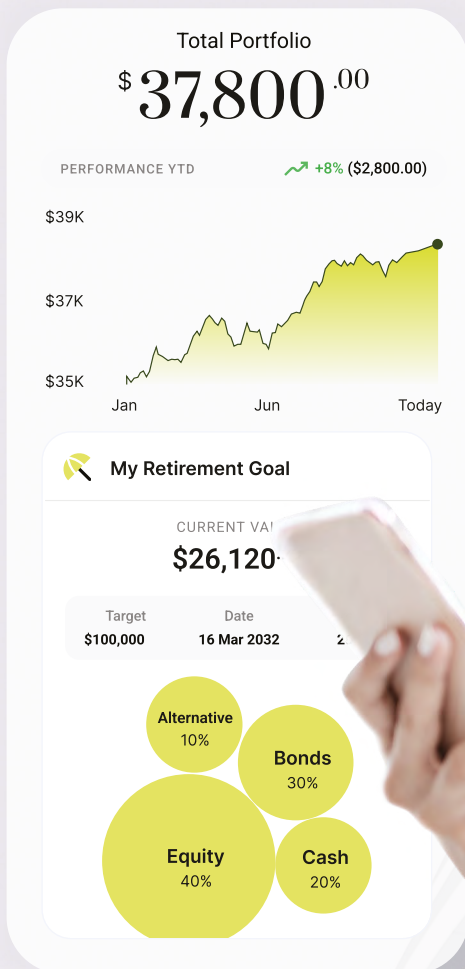 Total Portfolio
$37,800.00
PERFORMANCE YTD +8% ($2,800.00)
$39K
$37K
$35K
Jan Jun Today
My Retirement Goal
CURRENT
$26,120
Target Date
$100,000 16 Mar 2032
Alternative
10%
Bonds
30%
Equity
40%
Cash
20%